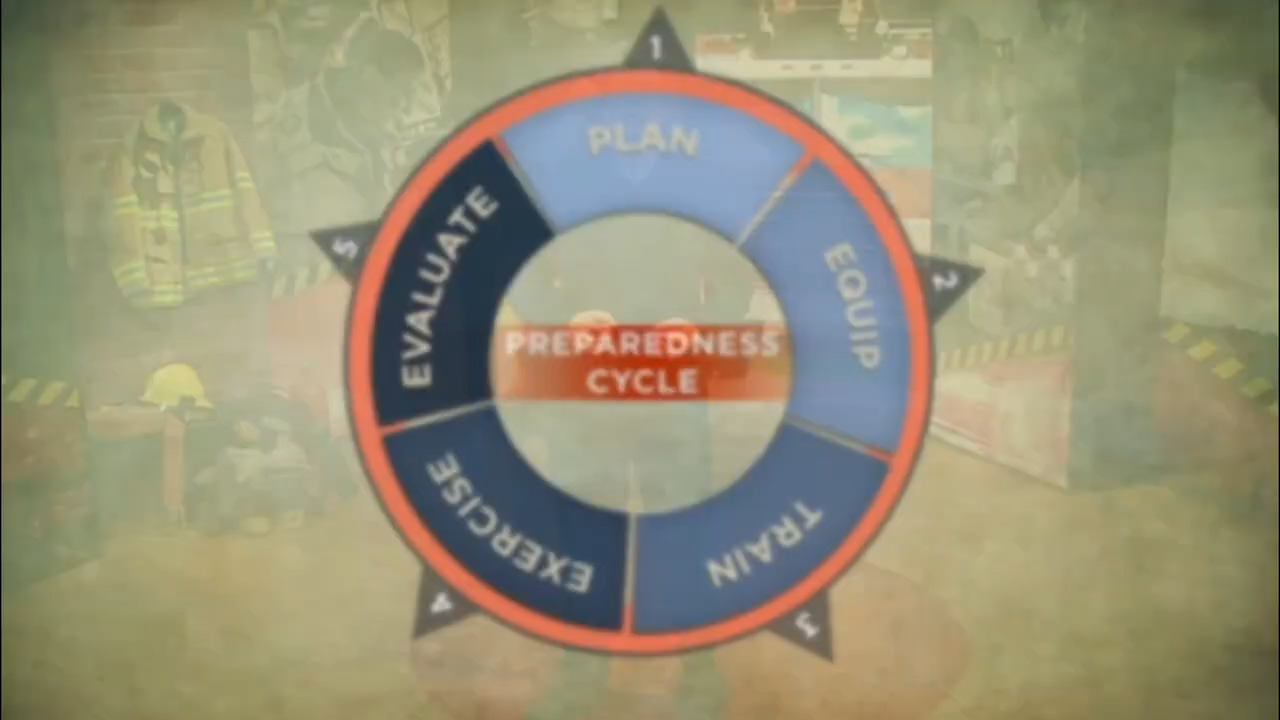 1
PLAN
2
EQUIP
3
TRAIN
4
EXERCISE
5
EVALUATE
PREPAREDNESS
CYCLE